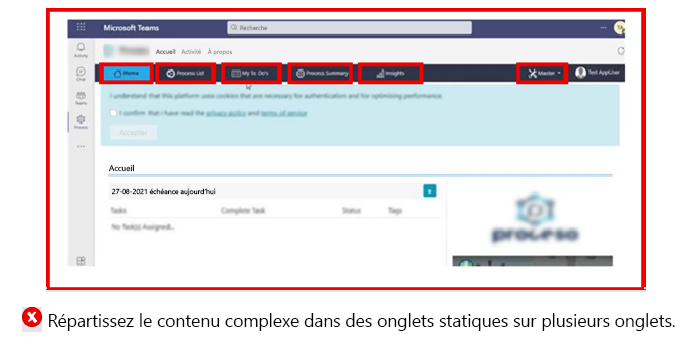 Microsoft Teams
Recherche
Activity
Accueil Activité À propos
Chat
Home Process List My To Do's Process Summary Insights Master Test AppUser
Teams
I understand that this platform uses cookies that are necessary for authentication and for optimizing performance.
I confirm that I have read the privacy policy and terms of service
Process
Accepter
Accueil
27-08-2021 échéance aujourd'hui
Tasks Complete Task Status Tags
No Task(s) Assigned...
proceso
Répartissez le contenu complexe dans des onglets statiques sur plusieurs onglets.